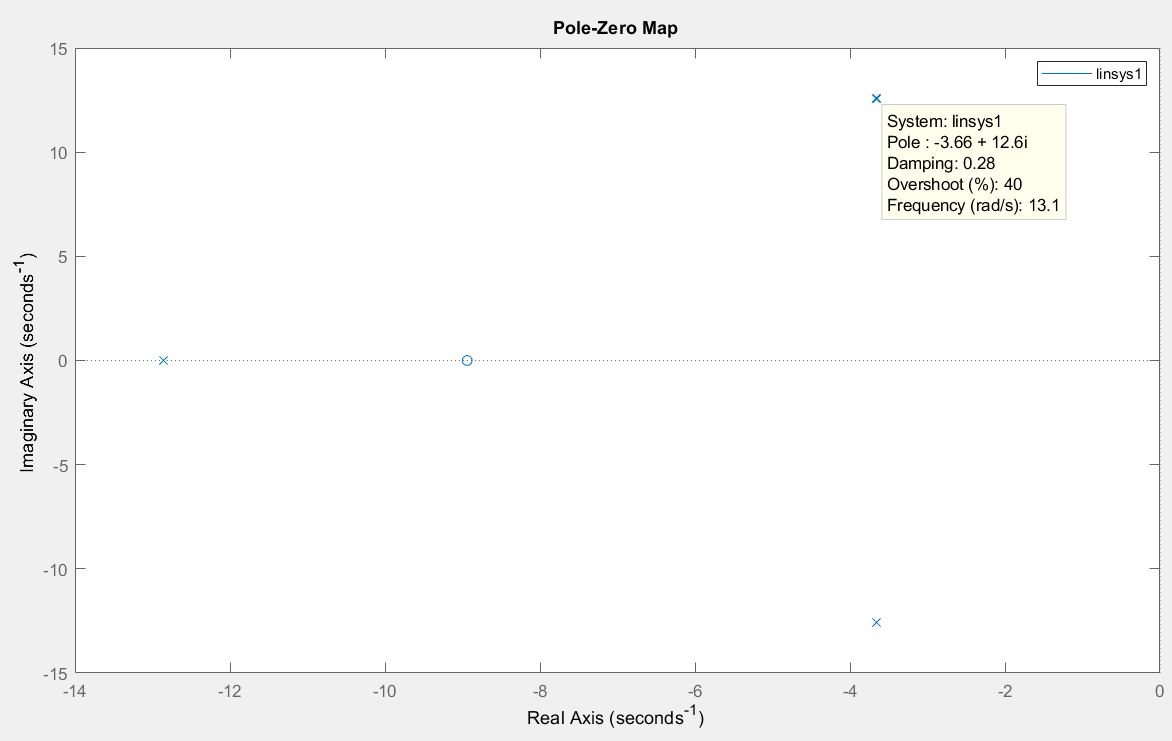 Pole-Zero Map
linsys1
System: linsys1
Pole : -3.66 + 12.6i
Damping: 0.28
Overshoot (%): 40
Frequency (rad/s): 13.1
Imaginary Axis (seconds⁻¹)
15
10
5
0
-5
-10
-15
-14 -12 -10 -8 -6 -4 -2 0
Real Axis (seconds⁻¹)